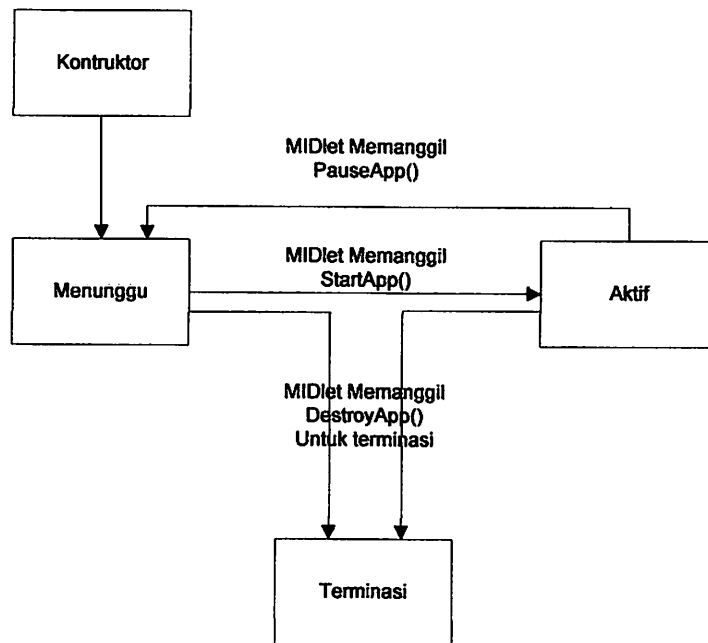 Kontruktor
MIDlet Memanggil
PauseApp()
MIDlet Memanggil
StartApp()
Menunggu
Aktif
MIDlet Memanggil
DestroyApp()
Untuk terminasi
Terminasi